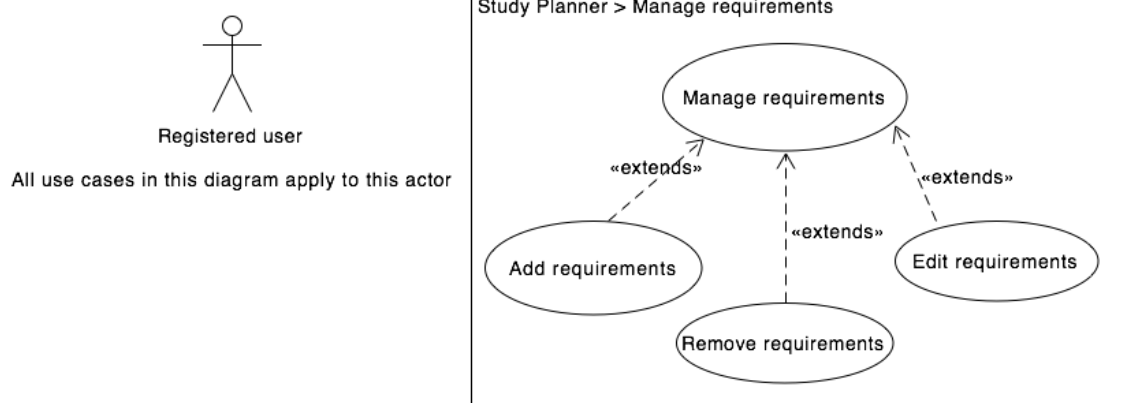 Study Planner > Manage requirements
Manage requirements
Registered user
«extends»
All use cases in this diagram apply to this actor
«extends»
«extends»
Add requirements
Edit requirements
Remove requirements